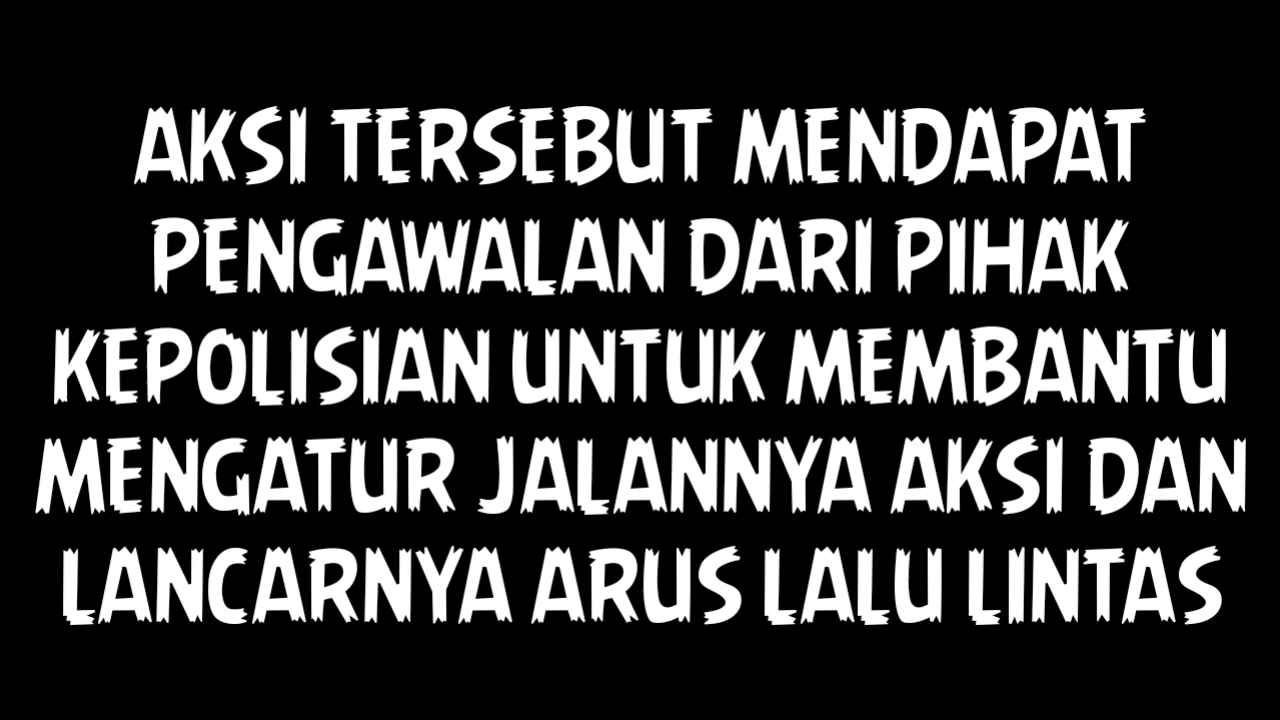 AKSI TERSEBUT MENDAPAT
PENGAWALAN DARI PIHAK
KEPOLISIAN UNTUK MEMBANTU
MENGATUR JALANNYA AKSI DAN
LANCARNYA ARUS LALU LINTAS